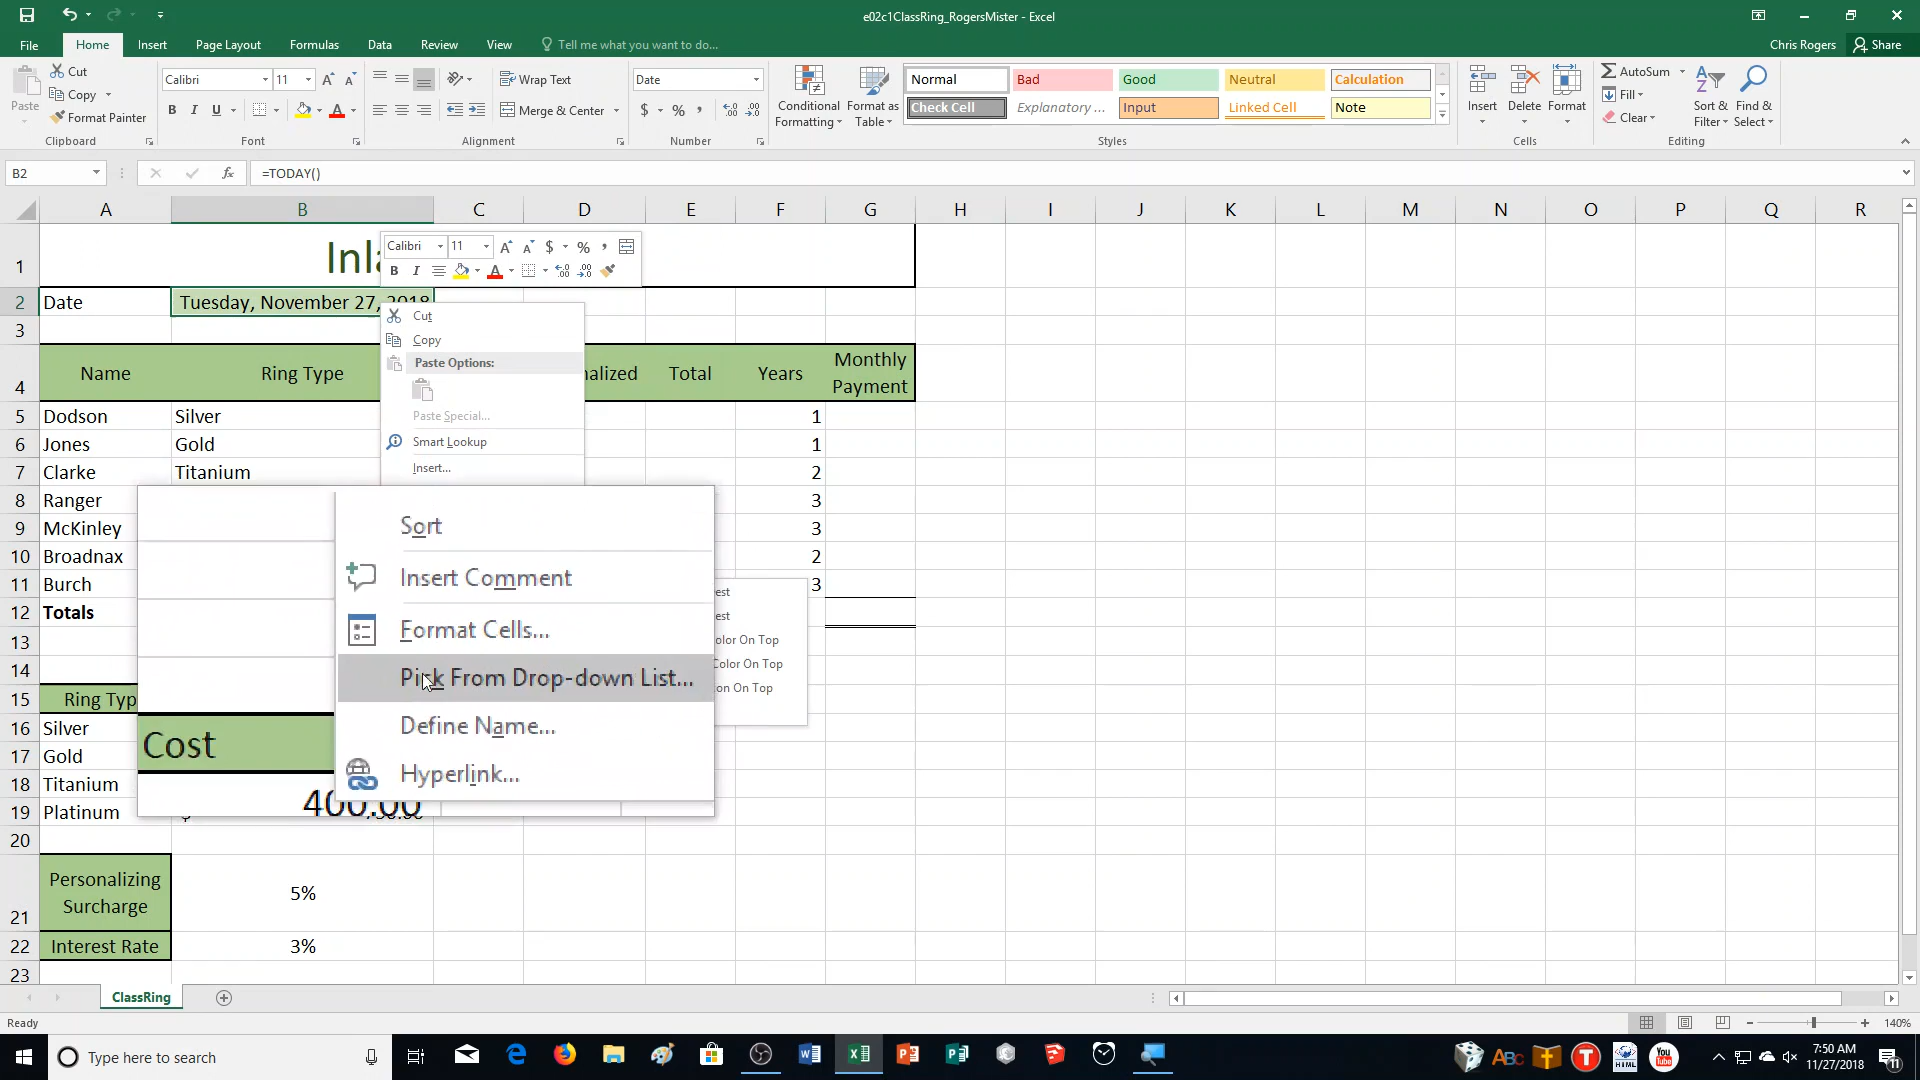 e02c1ClassRing_RogersMister - Excel
File Home Insert Page Layout Formulas Data Review View Tell me what you want to do... Chris Rogers Share
Paste Cut Copy Format Painter Clipboard
Calibri 11 B I U Font
Wrap Text Merge & Center Alignment
Date $ % , Number
Conditional Formatting Format as Table
Normal Bad Good Neutral Calculation
Check Cell Explanatory ... Input Linked Cell Note
Styles
Insert Delete Format Cells
AutoSum Fill Clear Sort & Filter Find & Select Editing
B2 fx =TODAY()
A B C D E F G H I J K L M N O P Q R
Calibri 11 $ % ,
B I
1
2 Date Tuesday, November 27, 2018
3
4 Name Ring Type Total Years Monthly Payment
5 Dodson Silver 1
6 Jones Gold 1
7 Clarke Titanium 2
8 Ranger 3
9 McKinley 3
10 Broadnax 2
11 Burch 3
12 Totals
13
14
15 Ring Typ
16 Silver
17 Gold
18 Titanium
19 Platinum
20
21 Personalizing Surcharge 5%
22 Interest Rate 3%
23
Cut
Copy
Paste Options:
Paste Special...
Smart Lookup
Insert...
Sort
Insert Comment
Format Cells...
Pick From Drop-down List...
Define Name...
Hyperlink...
Cost
400.00
On Top
Color On Top
On Top
ClassRing
Ready 140%
Type here to search
7:50 AM
11/27/2018